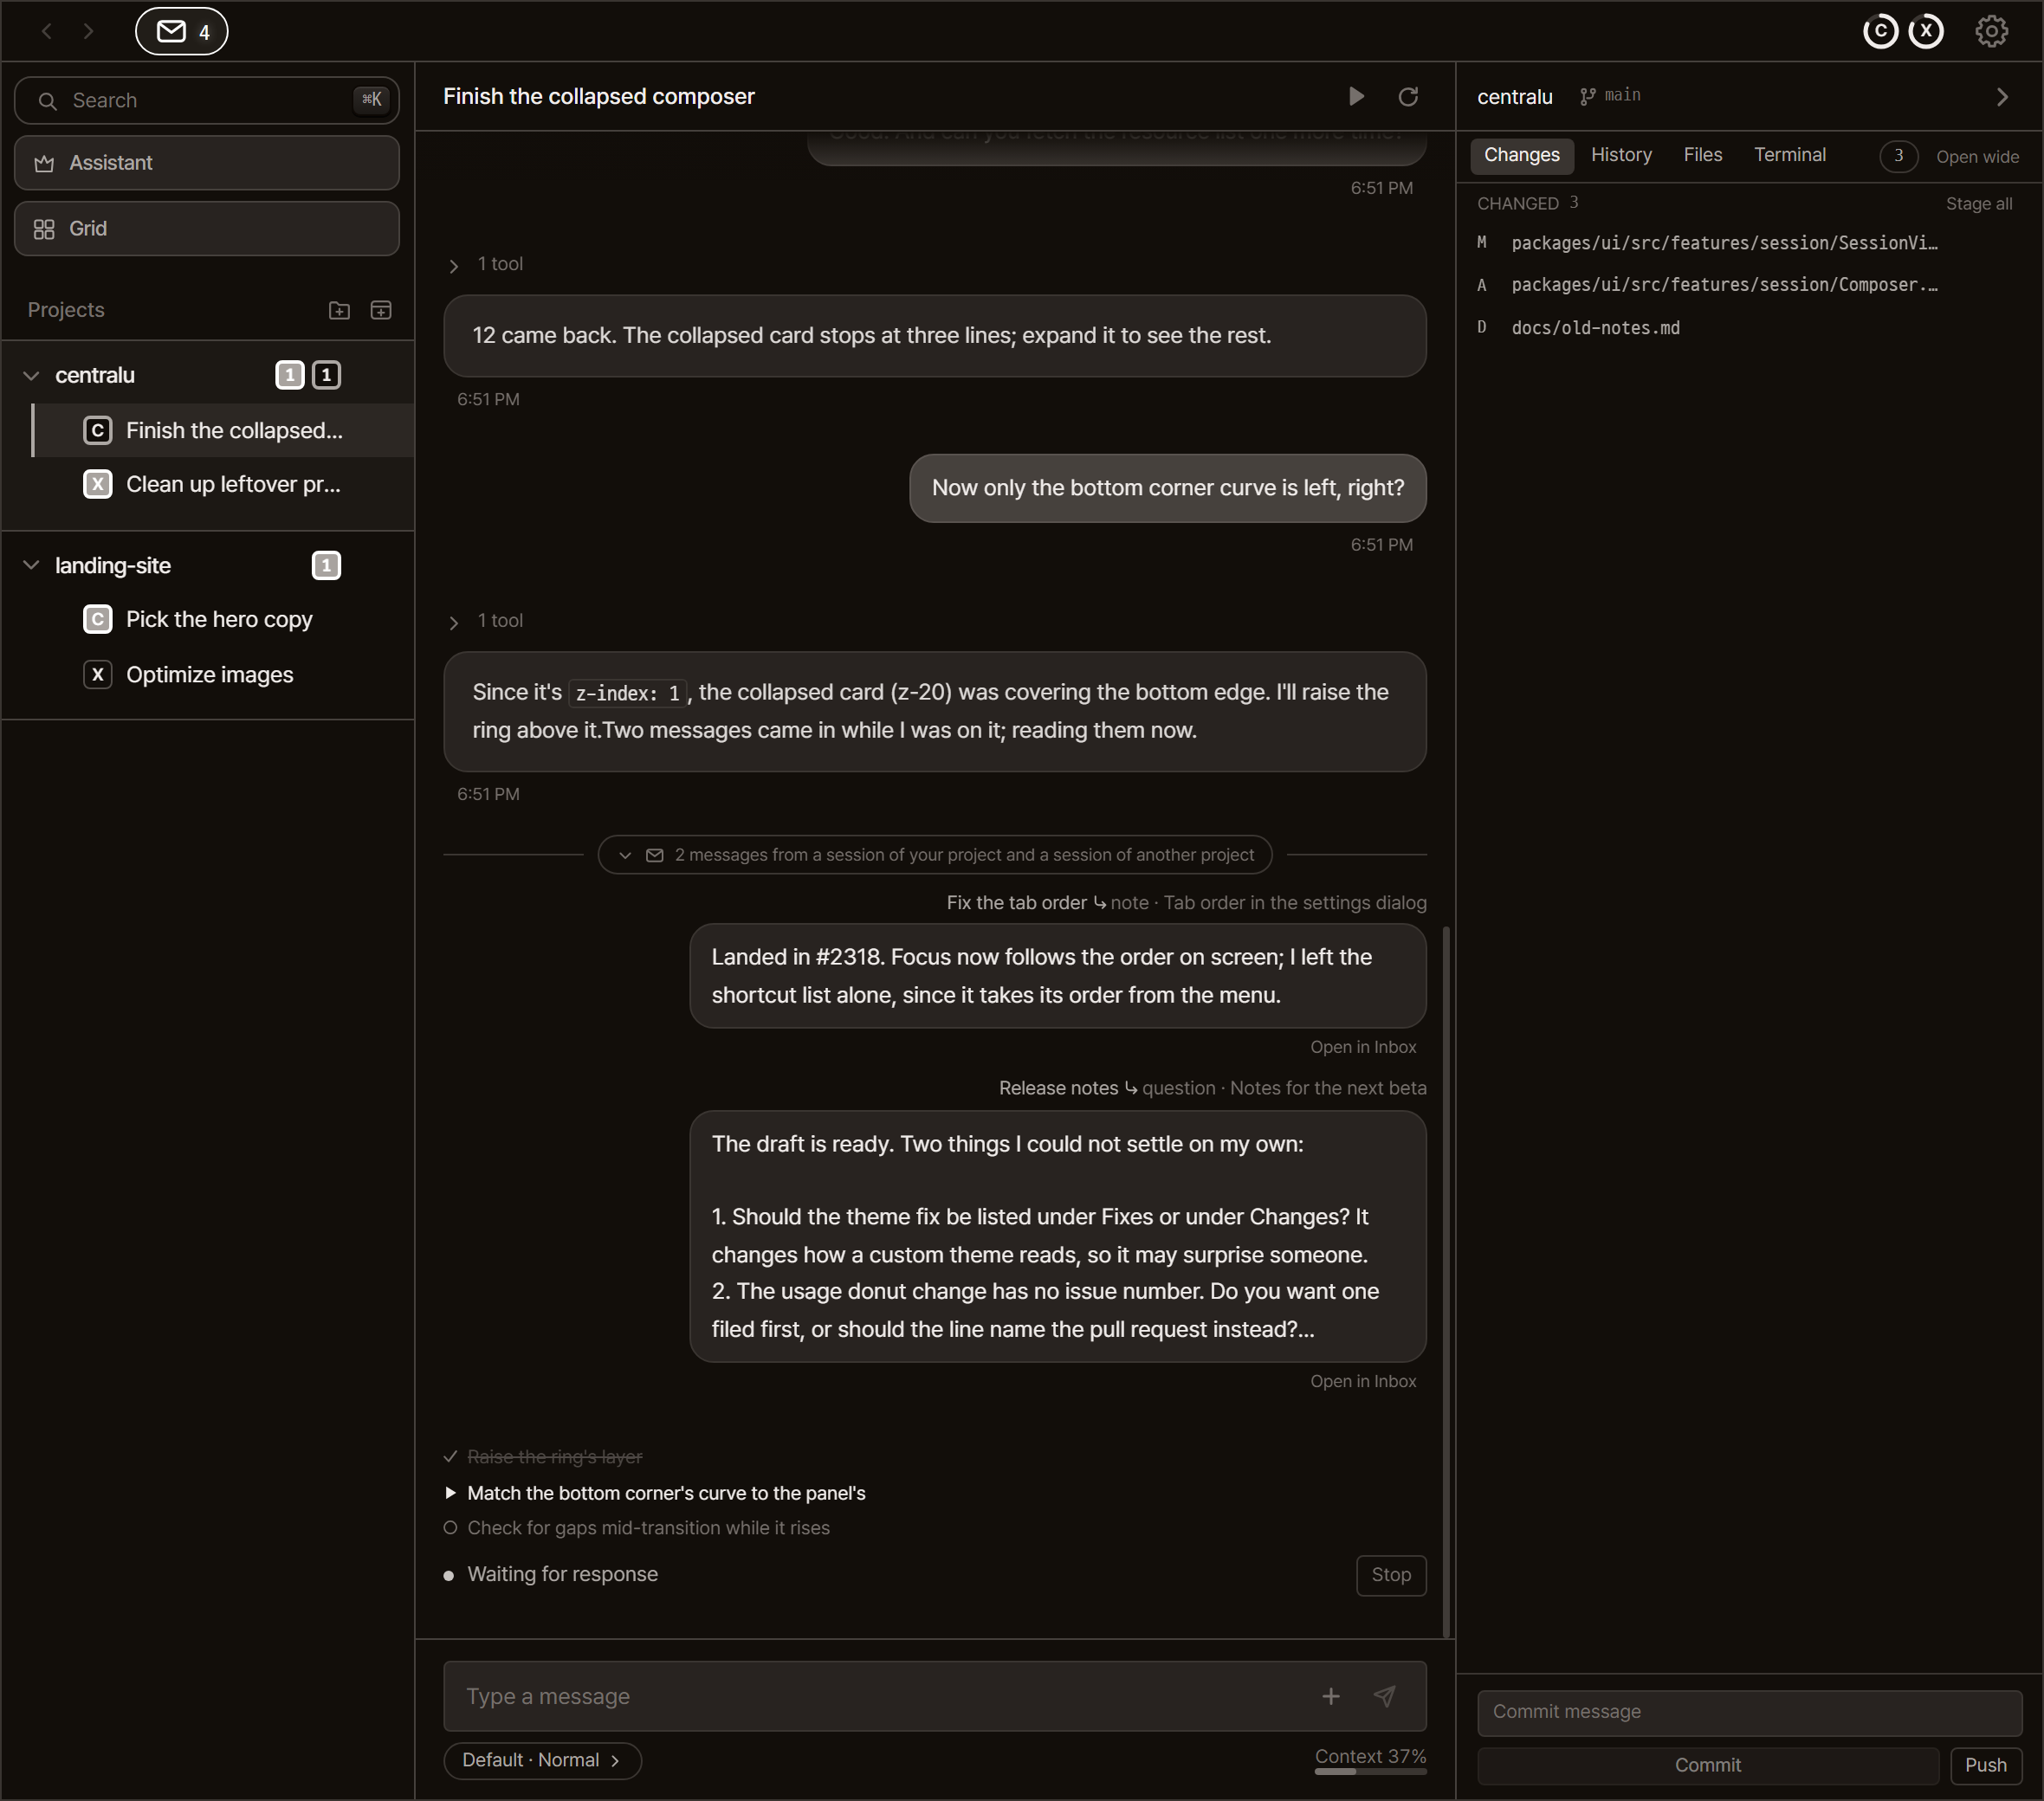 4
C
X
Search
⌘K
Assistant
Grid
Projects
centralu
1
1
C
Finish the collapsed...
X
Clean up leftover pr...
landing-site
1
C
Pick the hero copy
X
Optimize images
Finish the collapsed composer
Good. And can you fetch the resource list one more time?
6:51 PM
1 tool
12 came back. The collapsed card stops at three lines; expand it to see the rest.
6:51 PM
Now only the bottom corner curve is left, right?
6:51 PM
1 tool
Since it's z-index: 1, the collapsed card (z-20) was covering the bottom edge. I'll raise the
ring above it.Two messages came in while I was on it; reading them now.
6:51 PM
2 messages from a session of your project and a session of another project
Fix the tab order ↳ note · Tab order in the settings dialog
Landed in #2318. Focus now follows the order on screen; I left the
shortcut list alone, since it takes its order from the menu.
Open in Inbox
Release notes ↳ question · Notes for the next beta
The draft is ready. Two things I could not settle on my own:
1. Should the theme fix be listed under Fixes or under Changes? It
changes how a custom theme reads, so it may surprise someone.
2. The usage donut change has no issue number. Do you want one
filed first, or should the line name the pull request instead?...
Open in Inbox
Raise the ring's layer
Match the bottom corner's curve to the panel's
Check for gaps mid-transition while it rises
Waiting for response
Stop
Type a message
Default · Normal
Context 37%
centralu
main
Changes
History
Files
Terminal
3
Open wide
CHANGED 3
Stage all
M packages/ui/src/features/session/SessionVi…
A packages/ui/src/features/session/Composer.…
D docs/old-notes.md
Commit message
Commit
Push